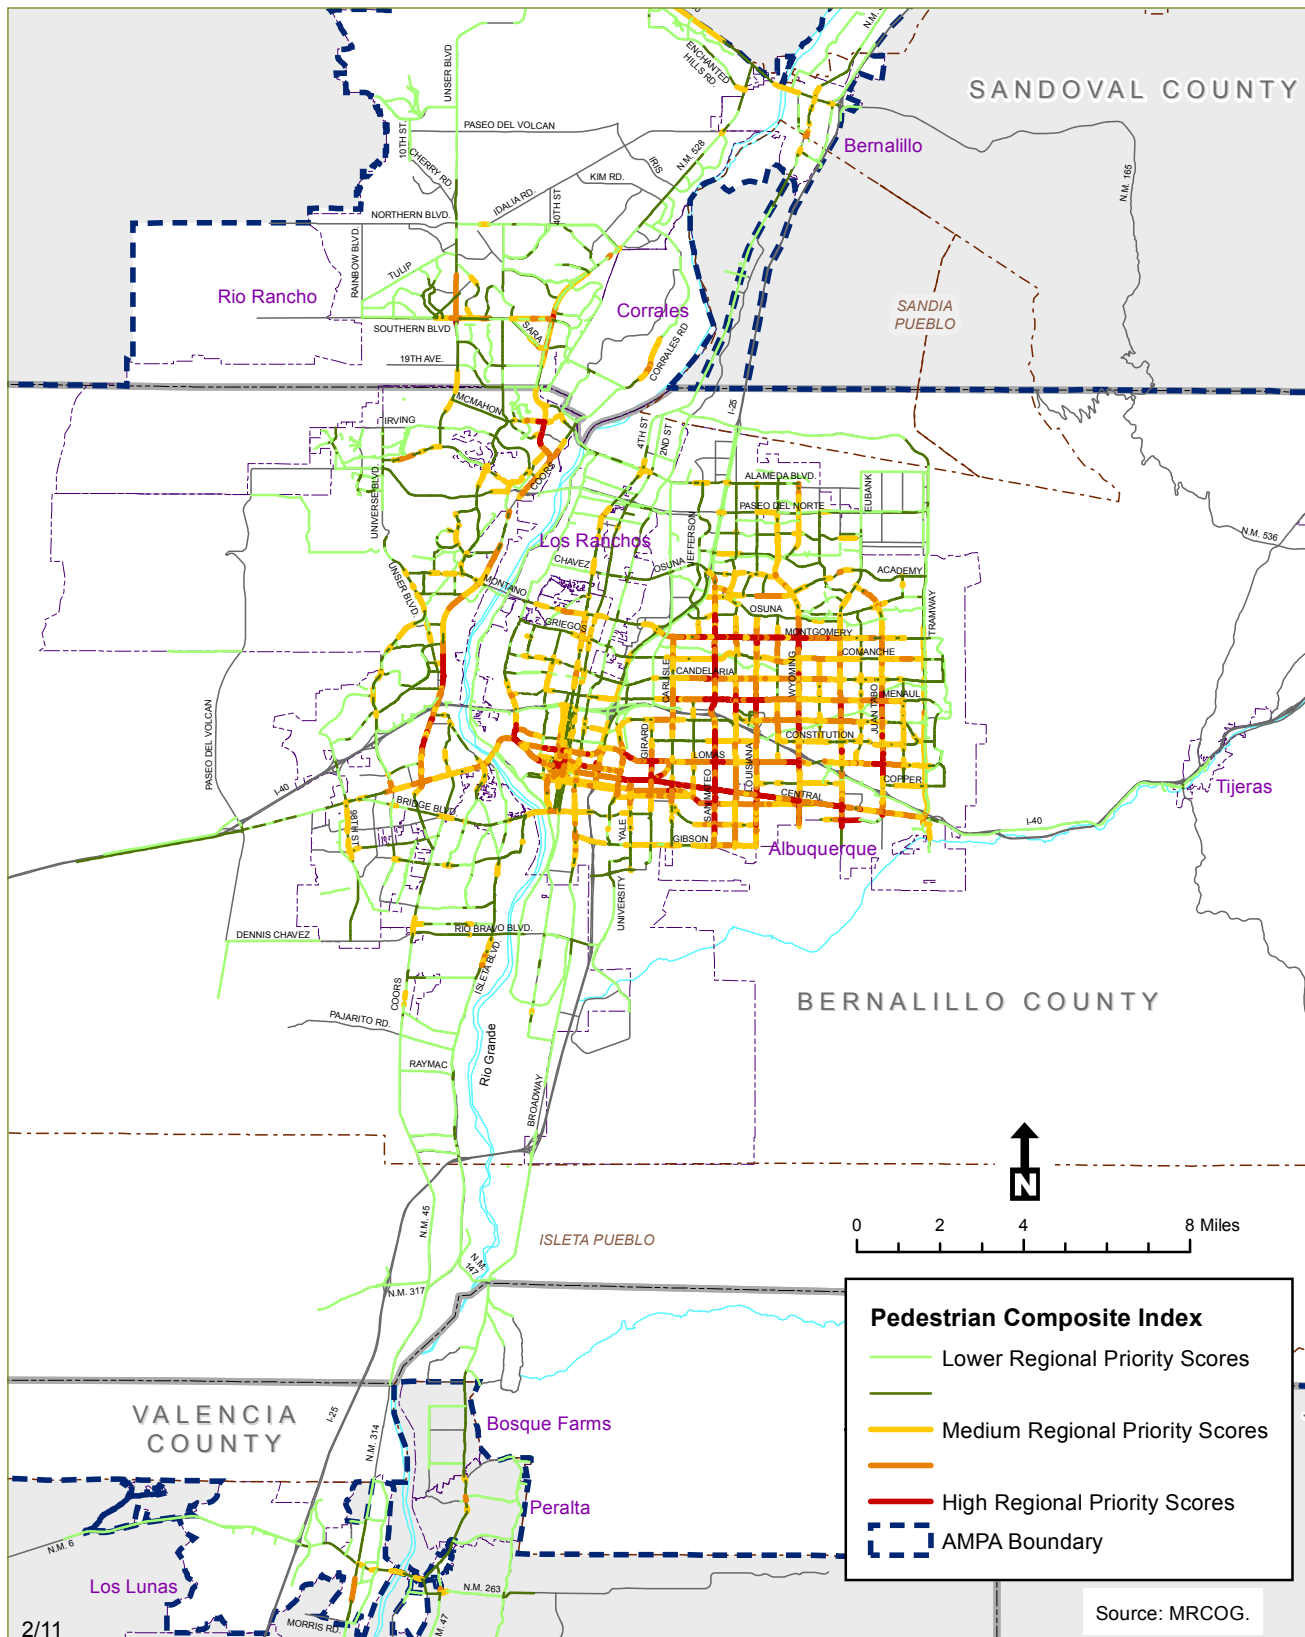 SANDOVAL COUNTY
N.M.
ENCHANTED
HILLS RD.
UNSER BLVD
10TH ST.
PASEO DEL VOLCAN
Bernalillo
CHERRY RD.
IRIS
N.M. 528
KIM RD.
IDALIA RD.
40TH ST
N.M. 165
NORTHERN BLVD.
RAINBOW BLVD.
TULIP
Rio Rancho
Corrales
SANDIA
PUEBLO
SOUTHERN BLVD
SARA
19TH AVE.
CORRALES RD
MCMAHON
IRVING
I-25
4TH ST
2ND ST
COORS
ALAMEDA BLVD.
EUBANK
UNIVERSE BLVD.
PASEO DEL NORTE
JEFFERSON
N.M. 536
Los Ranchos
CHAVEZ
OSUNA
ACADEMY
UNSER BLVD.
MONTANO
OSUNA
TRAMWAY
GRIEGOS
MONTGOMERY
COMANCHE
CARLISLE
CANDELARIA
WYOMING
MENAUL
JUAN TABO
PASEO DEL VOLCAN
GIRARD
CONSTITUTION
LOMAS
LOUISIANA
COPPER
SAN MATEO
CENTRAL
I-40
Tijeras
BRIDGE BLVD
98TH ST.
YALE
I-40
GIBSON
Albuquerque
UNIVERSITY
DENNIS CHAVEZ
RIO BRAVO BLVD.
ISLETA BLVD.
COORS
BERNALILLO COUNTY
PAJARITO RD.
Rio Grande
RAYMAC
BROADWAY
N
N.M. 45
0 2 4 8 Miles
ISLETA PUEBLO
N.M.
147
N.M. 317
Pedestrian Composite Index
Lower Regional Priority Scores
Medium Regional Priority Scores
High Regional Priority Scores
AMPA Boundary
VALENCIA
COUNTY
I-25
N.M. 314
Bosque Farms
Peralta
N.M. 6
Los Lunas
N.M. 263
MORRIS RD.
M. 47
Source: MRCOG.
2/11